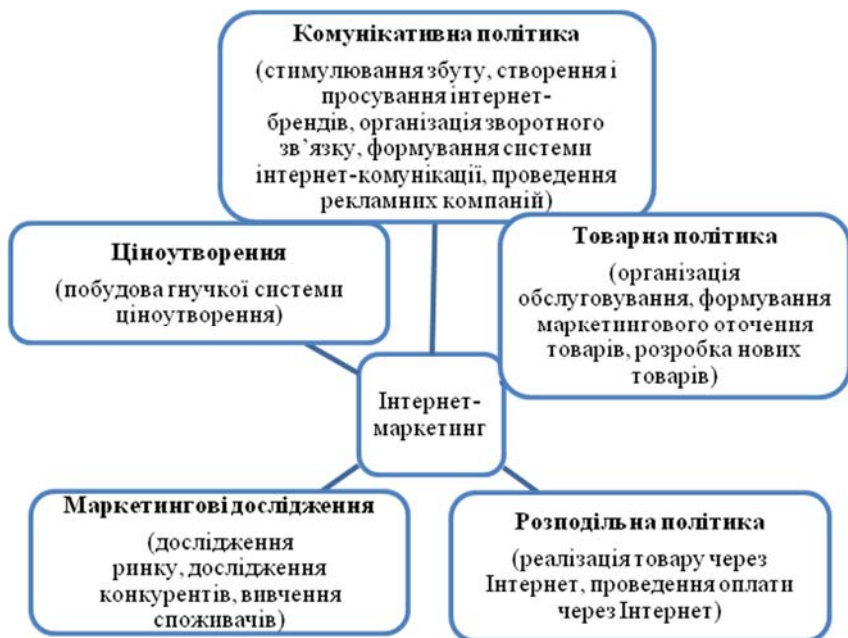 Комунікативна політика
(стимулювання збуту, створення і
просування інтернет-
брендів, організація зворотного
зв’язку, формування системи
інтернет-комунікації, проведення
рекламних компаній)
Ціноутворення
(побудова гнучкої системи
ціноутворення)
Товарна політика
(організація
обслуговування, формування
маркетингового оточення
товарів, розробка нових
товарів)
Інтернет-
маркетинг
Маркетингові дослідження
(дослідження
ринку, дослідження
конкурентів, вивчення
споживачів)
Розподільна політика
(реалізація товару через
Інтернет, проведення оплати
через Інтернет)